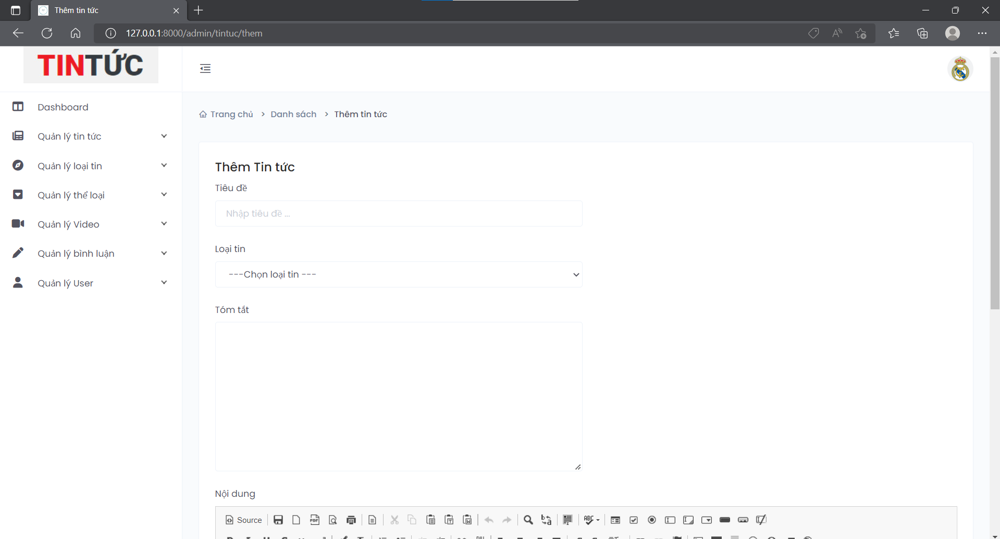 Thêm tin tức
127.0.0.1:8000/admin/tintuc/them
TINTỨC
Dashboard
Quản lý tin tức
Quản lý loại tin
Quản lý thể loại
Quản lý Video
Quản lý bình luận
Quản lý User
Trang chủ > Danh sách > Thêm tin tức
Thêm Tin tức
Tiêu đề
Nhập tiêu đề ...
Loại tin
---Chọn loại tin ---
Tóm tắt
Nội dung
Source